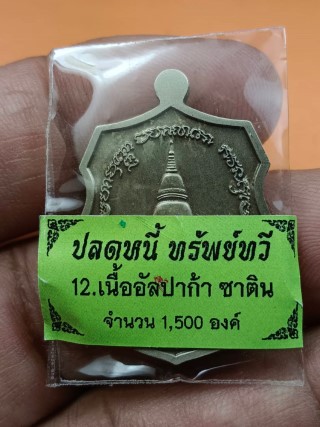 ปลดหนี้ ทรัพย์ทวี
12.เนื้ออัลปาก้า ซาติน
จำนวน 1,500 องค์